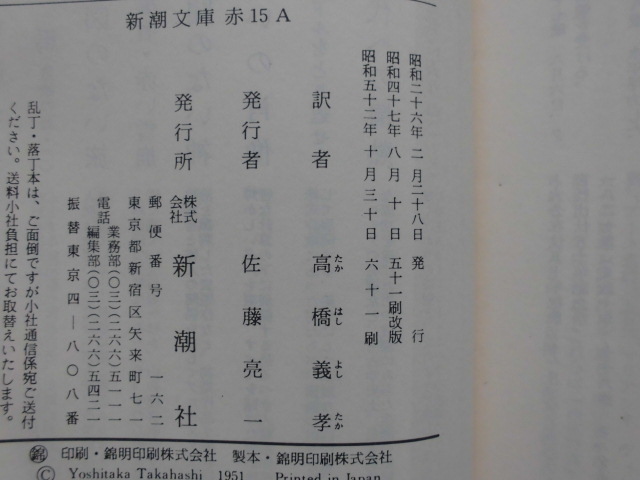 新潮文庫 赤15A
昭和二十六年 二 月二十八日 発 行
昭和四十七年 八 月 十 日 五十一刷改版
昭和五十二年 十 月三十日 六十一刷
訳者 高橋義孝
たか はし よし たか
発行者 佐藤亮一
発行所 株式会社 新潮社
郵便番号 一六二
東京都新宿区矢来町七一
電話 業務部(〇三)(二六六)五一一一
編集部(〇三)(二六六)五四二一
振替東京四―八〇八番
乱丁・落丁本は、ご面倒ですが小社通信係宛ご送付
ください。送料小社負担にてお取替えいたします。
印刷・錦明印刷株式会社 製本・錦明印刷株式会社
© Yoshitaka Takahashi 1951 Printed in Japan